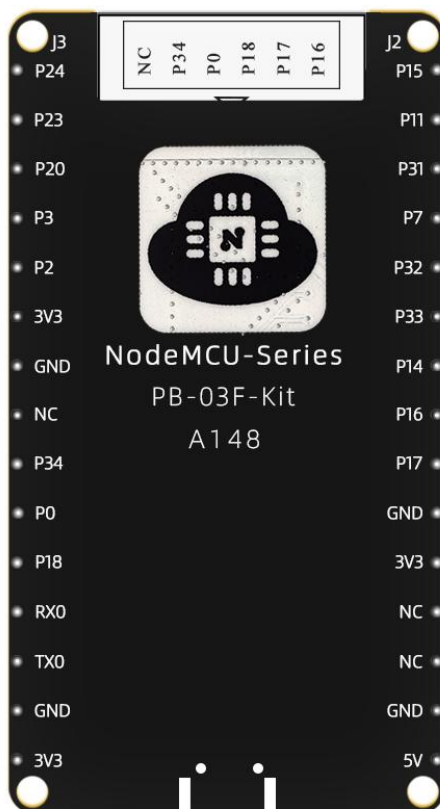 J3
J2
NC P34 P0 P18 P17 P16
P24 P15
P23 P11
P20 P31
P3 P7
P2 P32
3V3 P33
GND P14
NC P16
P34 P17
P0 GND
P18 3V3
RX0 NC
TX0 NC
GND GND
3V3 5V
NodeMCU-Series
PB-03F-Kit
A148